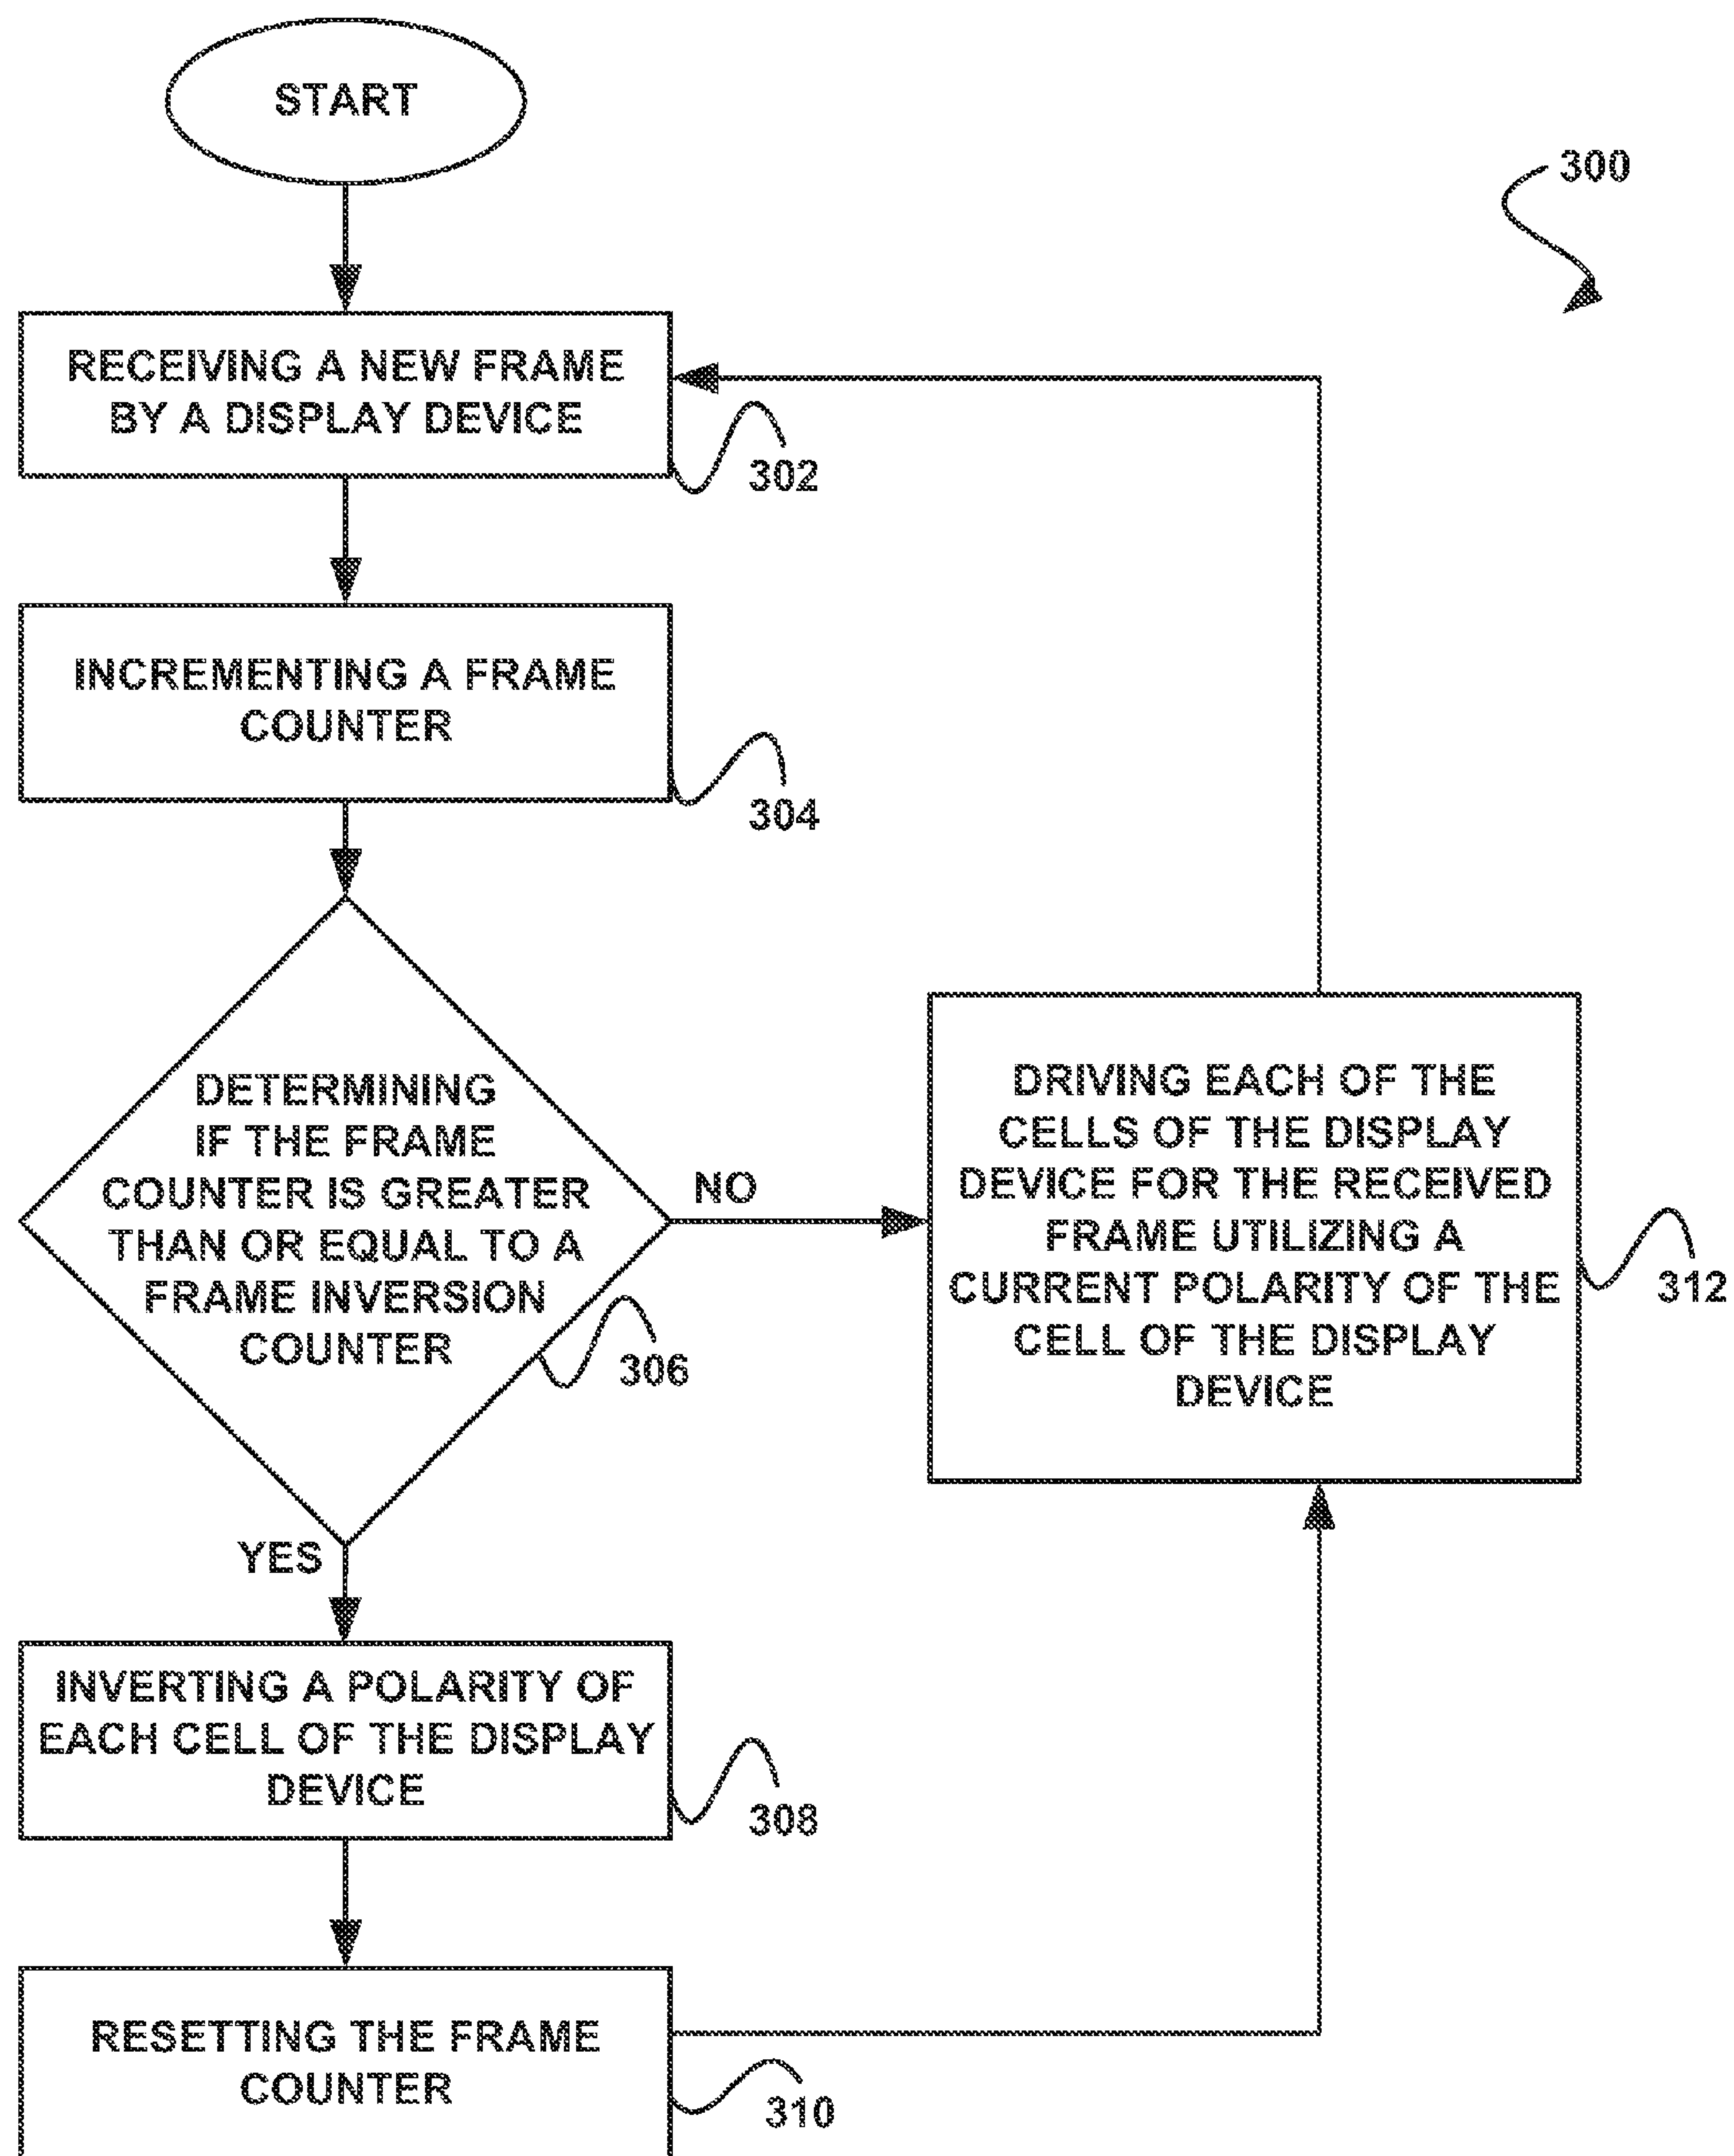 START
300
RECEIVING A NEW FRAME
BY A DISPLAY DEVICE
302
INCREMENTING A FRAME
COUNTER
304
DETERMINING
IF THE FRAME
COUNTER IS GREATER
THAN OR EQUAL TO A
FRAME INVERSION
COUNTER
306
NO
DRIVING EACH OF THE
CELLS OF THE DISPLAY
DEVICE FOR THE RECEIVED
FRAME UTILIZING A
CURRENT POLARITY OF THE
CELL OF THE DISPLAY
DEVICE
312
YES
INVERTING A POLARITY OF
EACH CELL OF THE DISPLAY
DEVICE
308
RESETTING THE FRAME
COUNTER
310